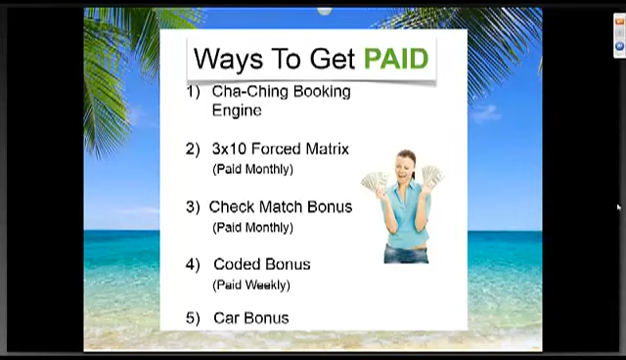 Ways To Get PAID
1) Cha-Ching Booking
Engine
2) 3x10 Forced Matrix
(Paid Monthly)
3) Check Match Bonus
(Paid Monthly)
4) Coded Bonus
(Paid Weekly)
5) Car Bonus